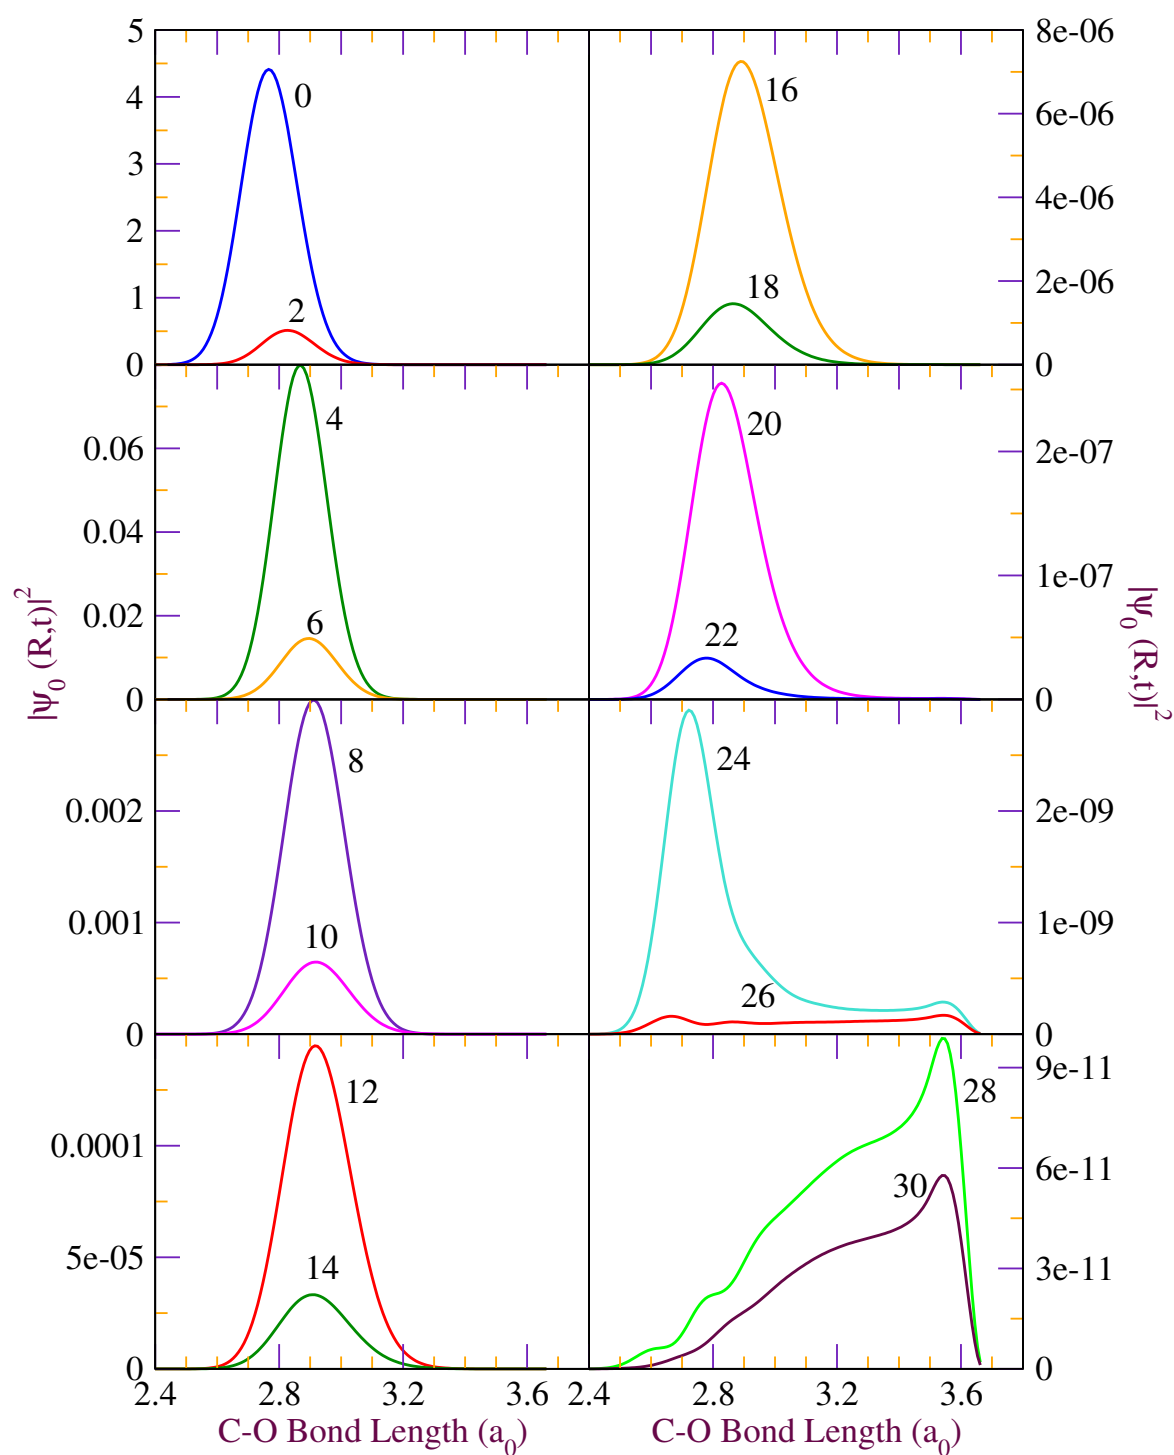 5
4
3
2
1
0
0
2
8e-06
6e-06
4e-06
2e-06
0
16
18
0.06
0.04
0.02
0
4
6
2e-07
1e-07
0
20
22
|ψ₀ (R,t)|²
|ψ₀ (R,t)|²
0.002
0.001
0
8
10
2e-09
1e-09
0
24
26
0.0001
5e-05
0
12
14
9e-11
6e-11
3e-11
0
28
30
2.4 2.8 3.2 3.6
2.4 2.8 3.2 3.6
C-O Bond Length (a₀)
C-O Bond Length (a₀)